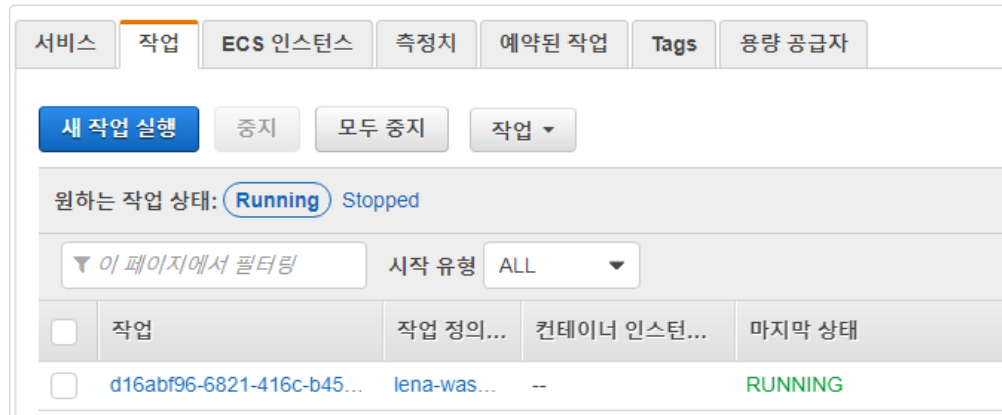 서비스 작업 ECS 인스턴스 측정치 예약된 작업 Tags 용량 공급자
새 작업 실행 중지 모두 중지 작업
원하는 작업 상태: Running Stopped
이 페이지에서 필터링 시작 유형 ALL
작업 작업 정의... 컨테이너 인스턴... 마지막 상태
d16abf96-6821-416c-b45... lena-was... -- RUNNING